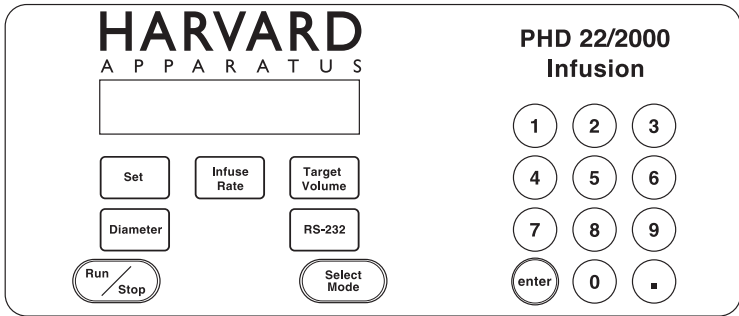 HARVARD
APPARATUS
PHD 22/2000
Infusion
Set
Infuse
Rate
Target
Volume
Diameter
RS-232
Run
Stop
Select
Mode
1 2 3
4 5 6
7 8 9
enter 0 .